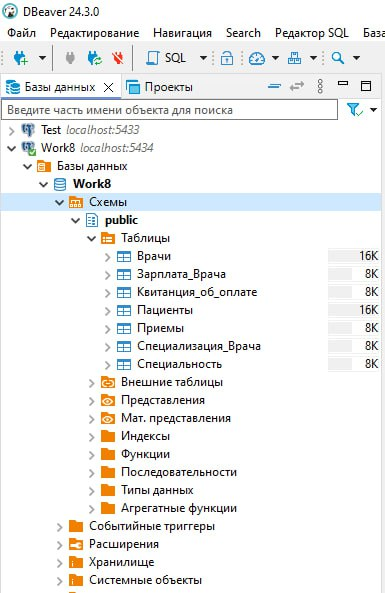 DBeaver 24.3.0
Файл Редактирование Навигация Search Редактор SQL База
SQL
Базы данных Проекты
Введите часть имени объекта для поиска
Test localhost:5433
Work8 localhost:5434
Базы данных
Work8
Схемы
public
Таблицы
Врачи 16K
Зарплата_Врача 8K
Квитанция_об_оплате 8K
Пациенты 16K
Приемы 8K
Специализация_Врача 8K
Специальность 8K
Внешние таблицы
Представления
Мат. представления
Индексы
Функции
Последовательности
Типы данных
Агрегатные функции
Событийные триггеры
Расширения
Хранилище
Системные объекты